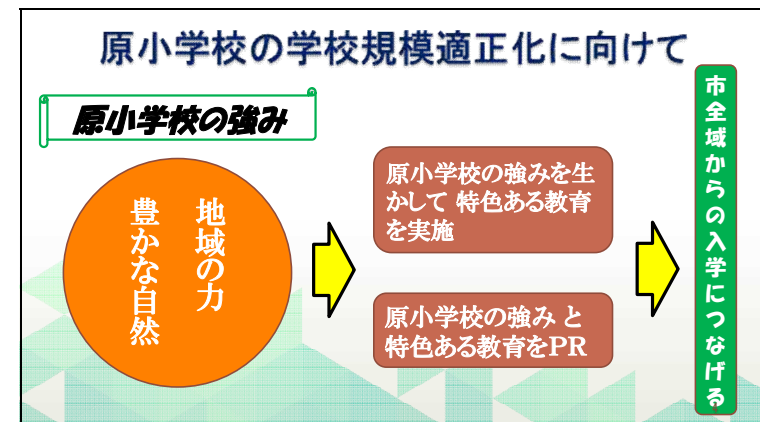 原小学校の学校規模適正化に向けて
原小学校の強み
地域の力
豊かな自然
原小学校の強みを生
かして 特色ある教育
を実施
原小学校の強み と
特色ある教育をPR
市全域からの入学につなげる